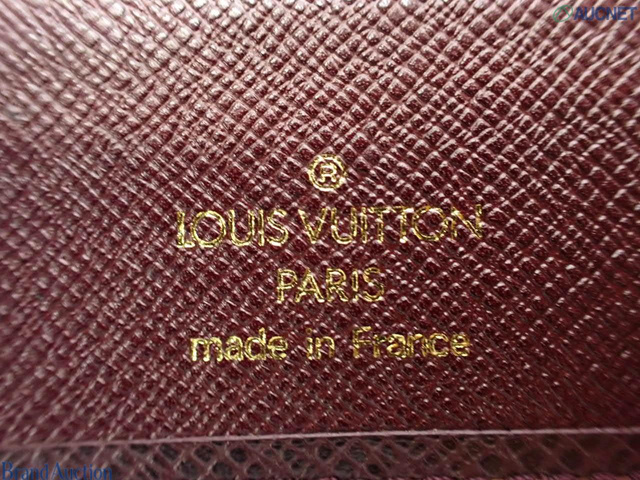 AUCNET
®
LOUIS VUITTON
PARIS
made in France
Brand Auction